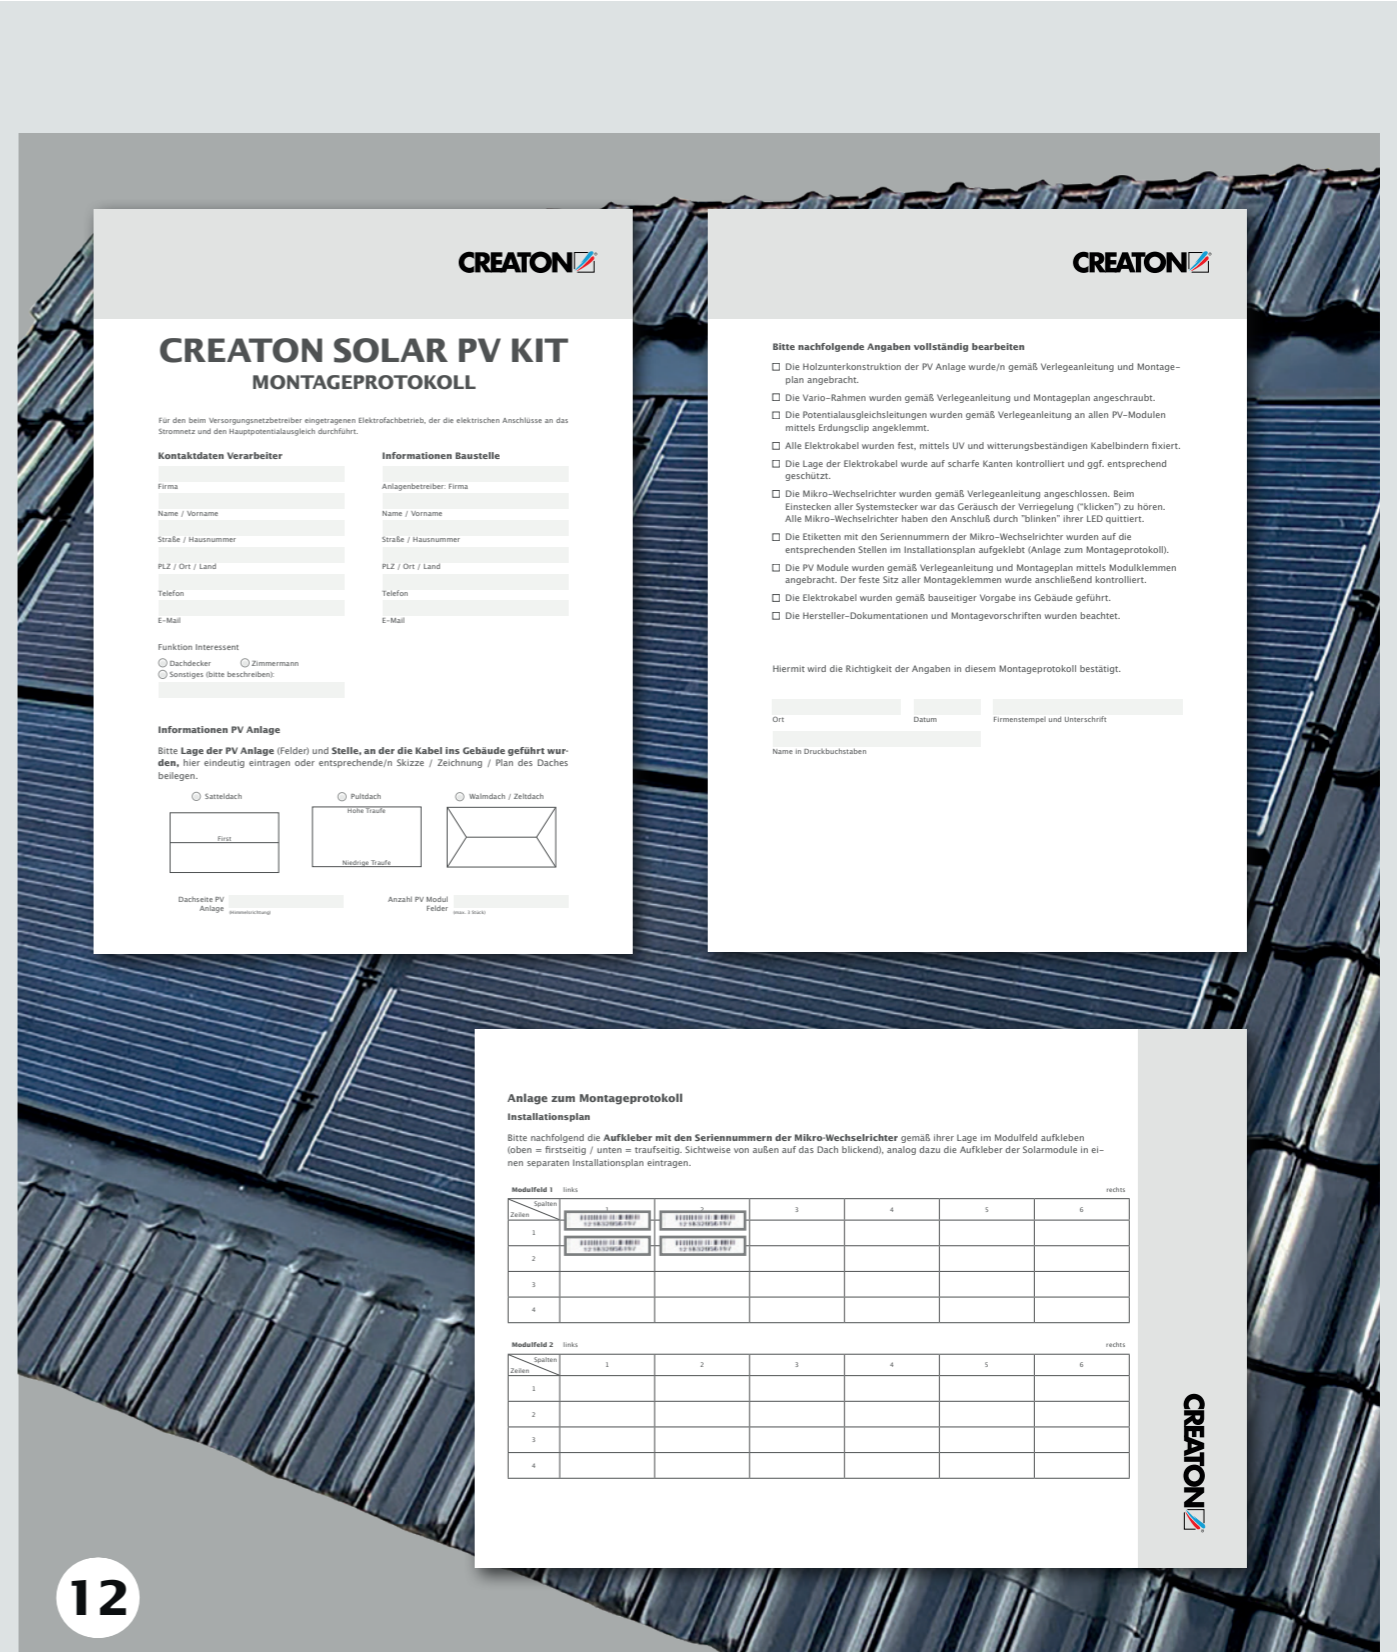 CREATON
CREATON SOLAR PV KIT
MONTAGEPROTOKOLL
Für den beim Versorgungsnetzbetreiber eingetragenen Elektrofachbetrieb, der die elektrischen Anschlüsse an das
Stromnetz und den Hauptpotentialausgleich durchführt.
Kontaktdaten Verarbeiter
Firma
Name / Vorname
Straße / Hausnummer
PLZ / Ort / Land
Telefon
E-Mail
Informationen Baustelle
Anlagenbetreiber: Firma
Name / Vorname
Straße / Hausnummer
PLZ / Ort / Land
Telefon
E-Mail
Funktion Interessent
Dachdecker Zimmermann
Sonstiges (bitte beschreiben):
Informationen PV Anlage
Bitte Lage der PV Anlage (Felder) und Stelle, an der die Kabel ins Gebäude geführt wur-
den, hier eindeutig eintragen oder entsprechende/n Skizze / Zeichnung / Plan des Daches
beilegen.
Satteldach Pultdach Walmdach / Zeltdach
Hohe Traufe
First
Niedrige Traufe
Dachseite PV
Anlage
(Himmelsrichtung)
Anzahl PV Modul
Felder
(max. 2 Stück)
CREATON
Bitte nachfolgende Angaben vollständig bearbeiten
Die Holzunterkonstruktion der PV Anlage wurde/n gemäß Verlegeanleitung und Montage-
plan angebracht.
Die Vario-Rahmen wurden gemäß Verlegeanleitung und Montageplan angeschraubt.
Die Potentialausgleichsleitungen wurden gemäß Verlegeanleitung an allen PV-Modulen
mittels Erdungsclip angeklemmt.
Alle Elektrokabel wurden fest, mittels UV und witterungsbeständigen Kabelbindern fixiert.
Die Lage der Elektrokabel wurde auf scharfe Kanten kontrolliert und ggf. entsprechend
geschützt.
Die Mikro-Wechselrichter wurden gemäß Verlegeanleitung angeschlossen. Beim
Einstecken aller Systemstecker war das Geräusch der Verriegelung ("klicken") zu hören.
Alle Mikro-Wechselrichter haben den Anschluß durch "blinken" ihrer LED quittiert.
Die Etiketten mit den Seriennummern der Mikro-Wechselrichter wurden auf die
entsprechenden Stellen im Installationsplan aufgeklebt (Anlage zum Montageprotokoll).
Die PV Module wurden gemäß Verlegeanleitung und Montageplan mittels Modulklemmen
angebracht. Der feste Sitz aller Montageklemmen wurde anschließend kontrolliert.
Die Elektrokabel wurden gemäß bauseitiger Vorgabe ins Gebäude geführt.
Die Hersteller-Dokumentationen und Montagevorschriften wurden beachtet.
Hiermit wird die Richtigkeit der Angaben in diesem Montageprotokoll bestätigt.
Ort Datum Firmenstempel und Unterschrift
Name in Druckbuchstaben
Anlage zum Montageprotokoll
Installationsplan
Bitte nachfolgend die Aufkleber mit den Seriennummern der Mikro-Wechselrichter gemäß ihrer Lage im Modulfeld aufkleben
(oben = firstseitig / unten = traufseitig. Sichtweise von außen auf das Dach blickend), analog dazu die Aufkleber der Solarmodule in ei-
nen separaten Installationsplan eintragen.
Modulfeld 1 links rechts
Spalten
Zeilen
3 4 5 6
1
2
3
4
Modulfeld 2 links rechts
Spalten
Zeilen
1 2 3 4 5 6
1
2
3
4
CREATON
12